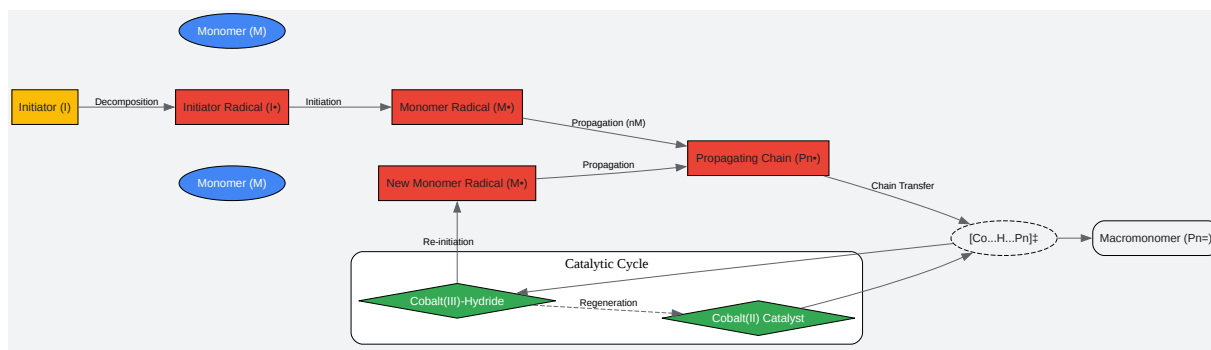 Monomer (M)
Initiator (I)
Decomposition
Initiator Radical (I•)
Initiation
Monomer Radical (M•)
Propagation (nM)
Propagating Chain (Pn•)
Monomer (M)
New Monomer Radical (M•)
Propagation
Chain Transfer
[Co...H...Pn]‡
Macromonomer (Pn=)
Re-initiation
Catalytic Cycle
Cobalt(III)-Hydride
Regeneration
Cobalt(II) Catalyst